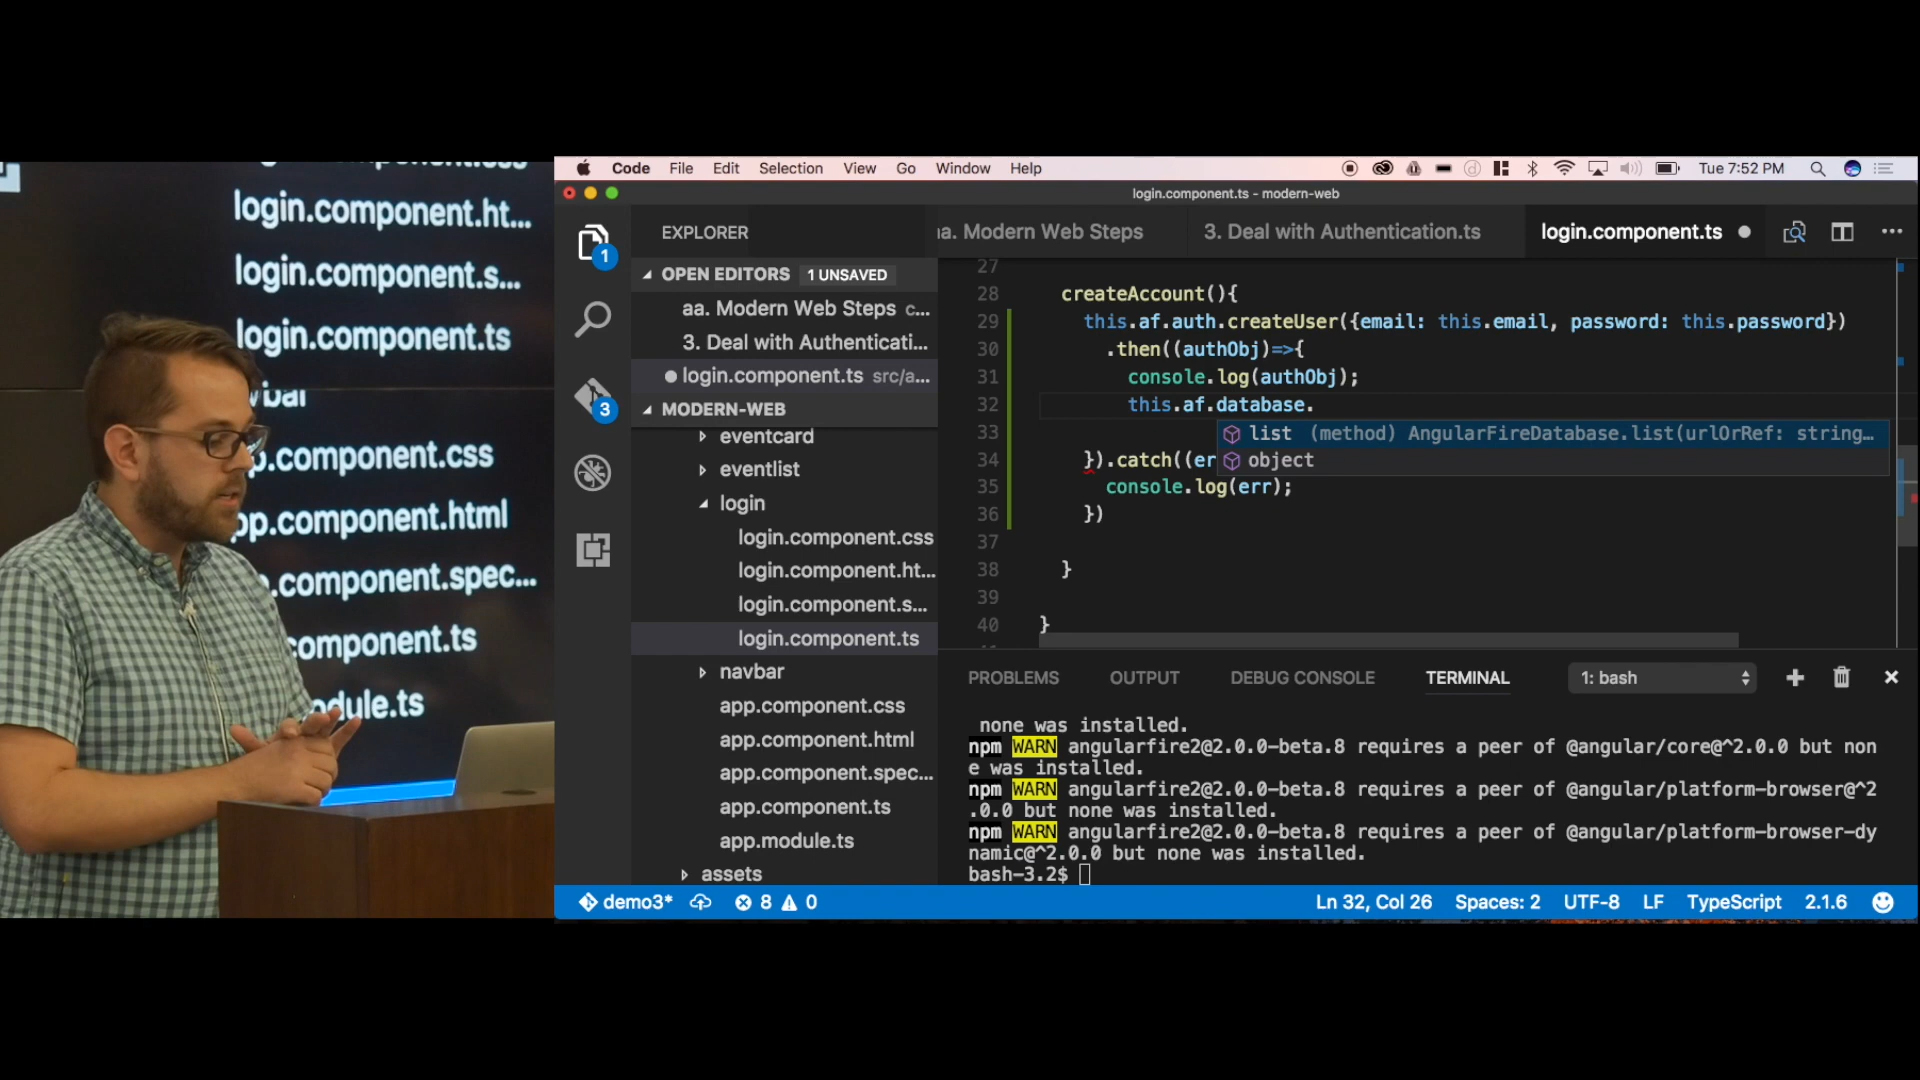 login.component.ht...
login.component.s...
login.component.ts
p.component.css
pp.component.html
.component.spec...
component.ts
odule.ts
Code File Edit Selection View Go Window Help
Tue 7:52 PM
login.component.ts - modern-web
EXPLORER
a. Modern Web Steps
3. Deal with Authentication.ts
login.component.ts
1
3
OPEN EDITORS 1 UNSAVED
aa. Modern Web Steps c...
3. Deal with Authenticati...
login.component.ts src/a...
MODERN-WEB
eventcard
eventlist
login
login.component.css
login.component.ht...
login.component.s...
login.component.ts
navbar
app.component.css
app.component.html
app.component.spec...
app.component.ts
app.module.ts
assets
27
28 createAccount(){
29 this.af.auth.createUser({email: this.email, password: this.password})
30 .then((authObj)=>{
31 console.log(authObj);
32 this.af.database.
33
list (method) AngularFireDatabase.list(urlOrRef: string...
34 }).catch((er
object
35 console.log(err);
36 })
37
38 }
39
40 }
PROBLEMS OUTPUT DEBUG CONSOLE TERMINAL 1: bash
none was installed.
npm WARN angularfire2@2.0.0-beta.8 requires a peer of @angular/core@^2.0.0 but non
e was installed.
npm WARN angularfire2@2.0.0-beta.8 requires a peer of @angular/platform-browser@^2
.0.0 but none was installed.
npm WARN angularfire2@2.0.0-beta.8 requires a peer of @angular/platform-browser-dy
namic@^2.0.0 but none was installed.
bash-3.2$
demo3* 8 0
Ln 32, Col 26 Spaces: 2 UTF-8 LF TypeScript 2.1.6